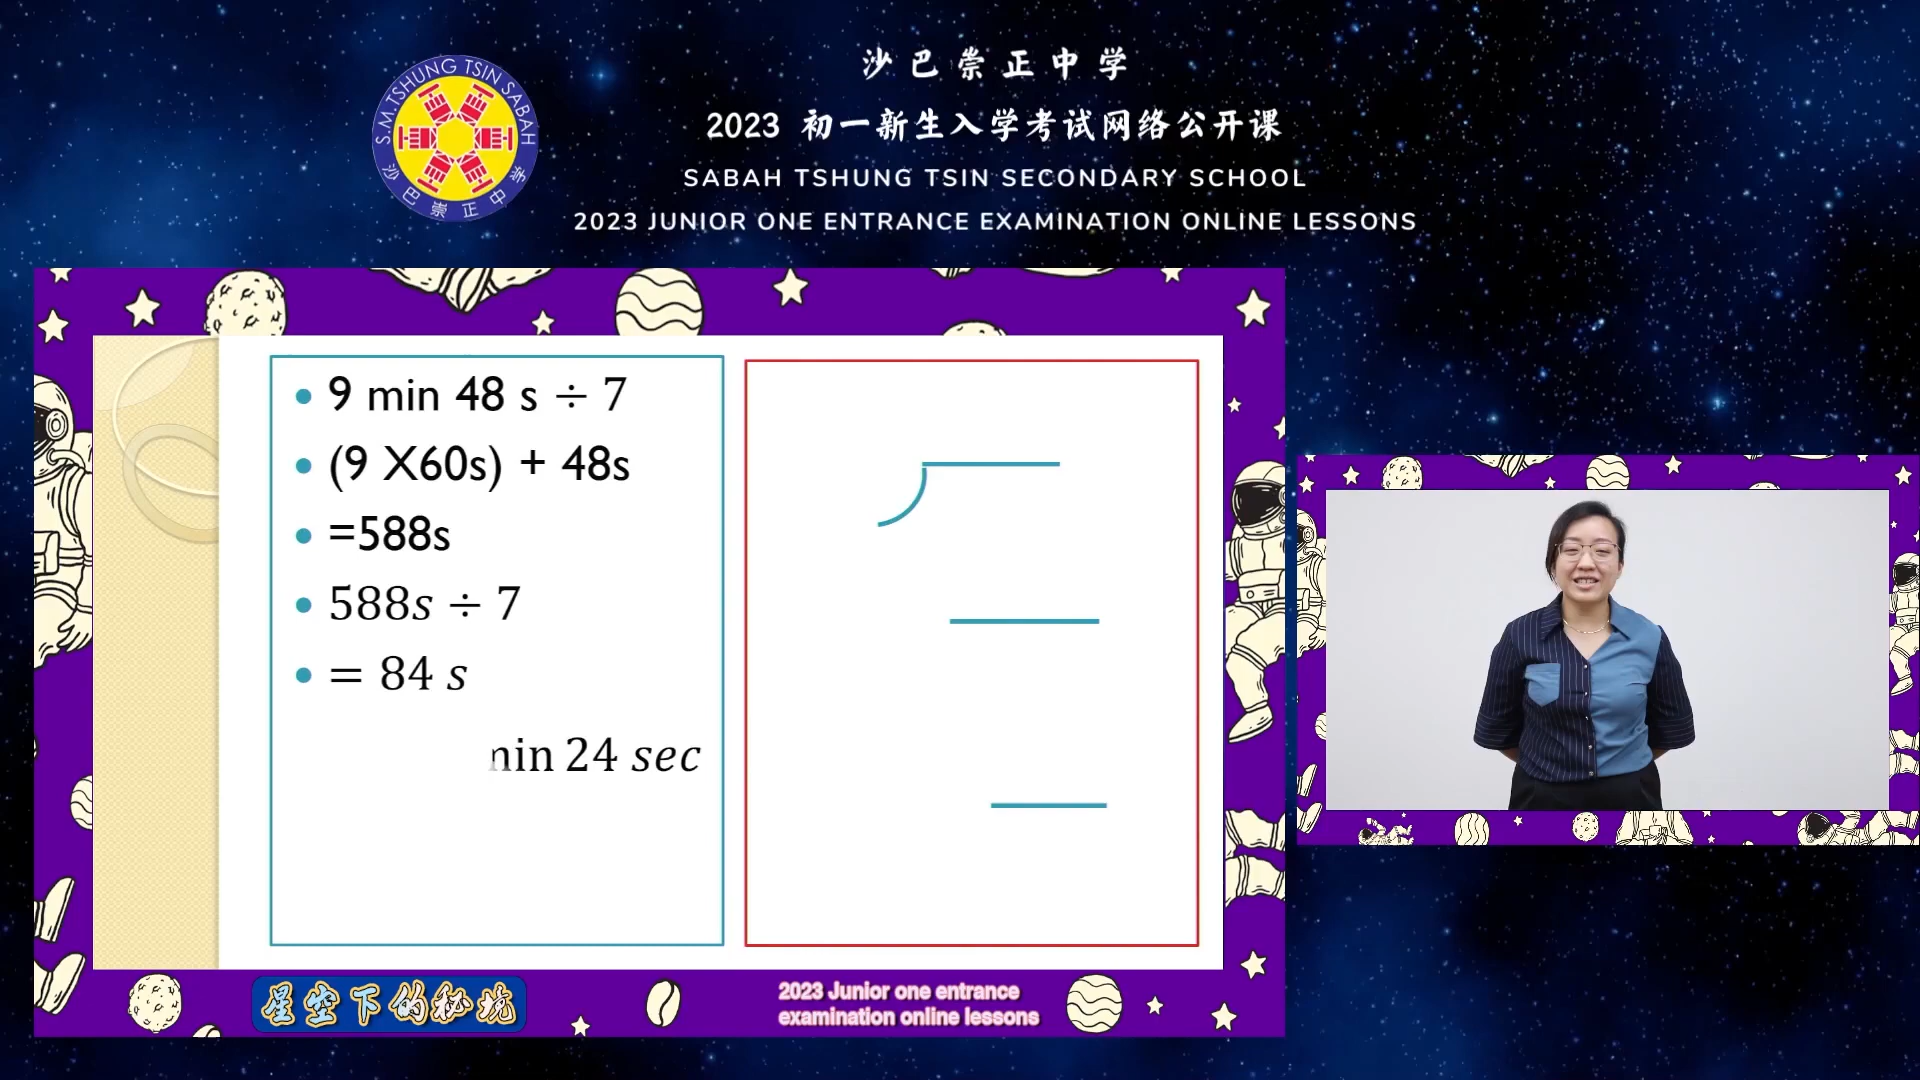 沙巴崇正中学
2023 初一新生入学考试网络公开课
SABAH TSHUNG TSIN SECONDARY SCHOOL
2023 JUNIOR ONE ENTRANCE EXAMINATION ONLINE LESSONS
S.M TSHUNG TSIN SABAH
沙巴崇正中学
9 min 48 s ÷ 7
(9 X60s) + 48s
=588s
588s ÷ 7
= 84 s
24 sec
星空下的秘境
2023 Junior one entrance
examination online lessons